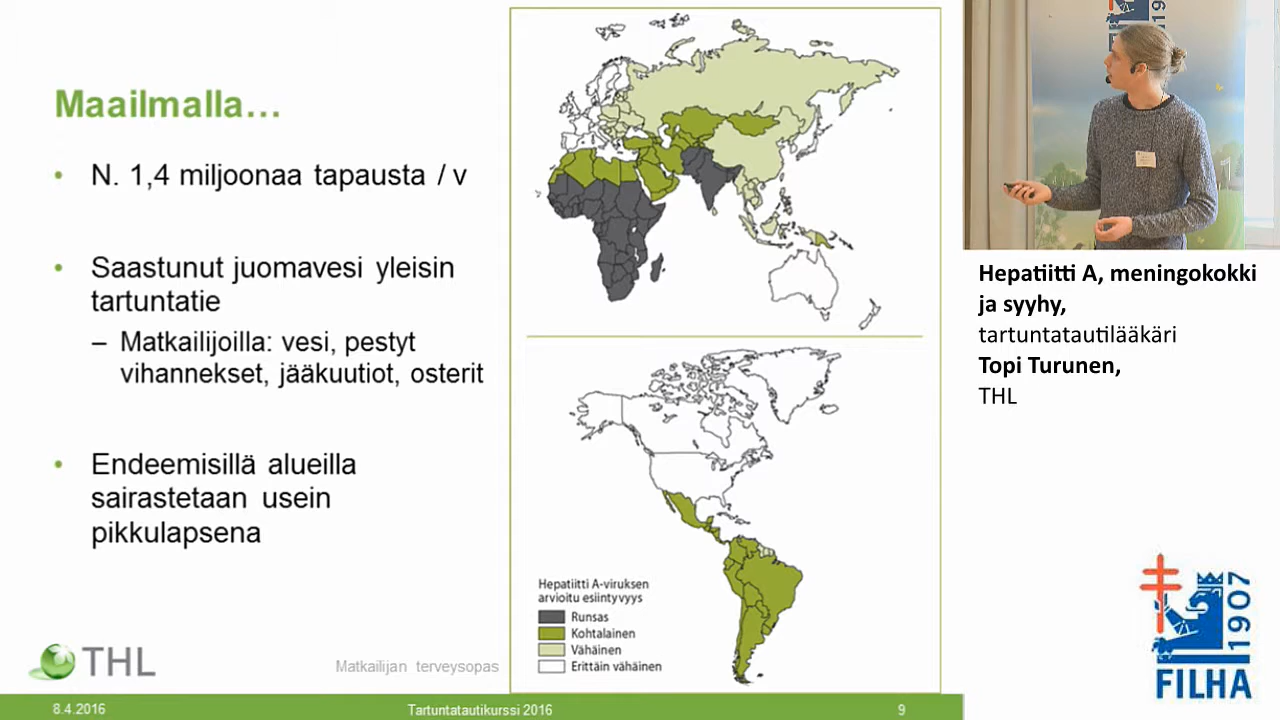 Maailmalla…
• N. 1,4 miljoonaa tapausta / v
• Saastunut juomavesi yleisin
tartuntatie
– Matkailijoilla: vesi, pestyt
vihannekset, jääkuutiot, osterit
• Endeemisillä alueilla
sairastetaan usein
pikkulapsena
Hepatiitti A-viruksen
arvioitu esiintyvyys
Runsas
Kohtalainen
Vähäinen
Erittäin vähäinen
THL
Matkailijan terveysopas
8.4.2016
Tartuntatautikurssi 2016
9
1907
Hepatiitti A, meningokokki
ja syyhy,
tartuntatautilääkäri
Topi Turunen,
THL
1907
FILHA